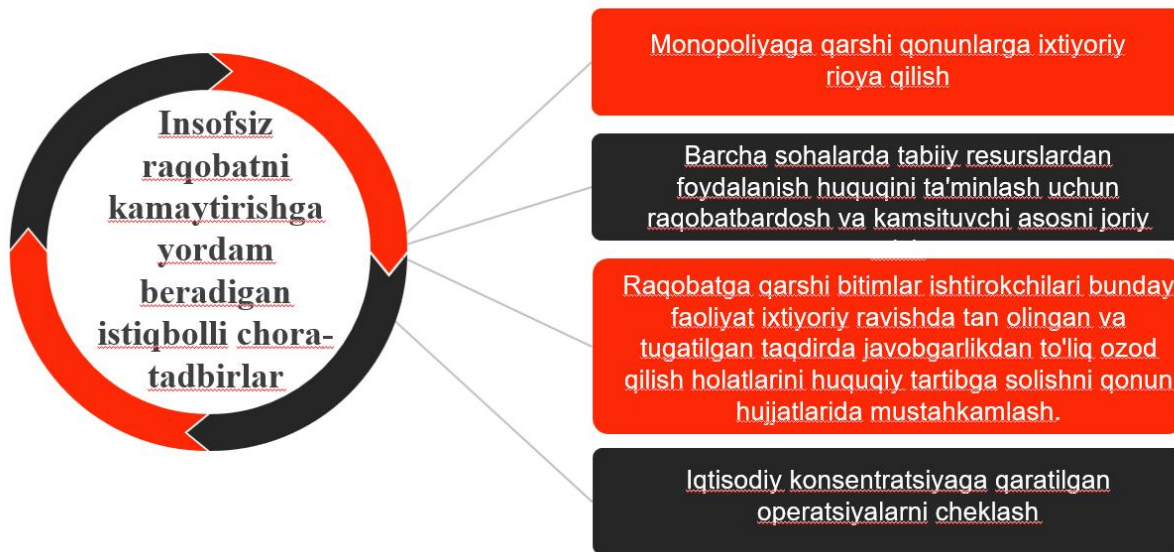 Insofsiz
raqobatni
kamaytirishga
yordam
beradigan
istiqbolli chora-
tadbirlar
Monopoliyaga qarshi qonunlarga ixtiyoriy
rioya qilish
Barcha sohalarda tabiiy resurslardan
foydalanish huquqini ta'minlash uchun
raqobatbardosh va kamsituvchi asosni joriy
Raqobatga qarshi bitimlar ishtirokchilari bunday
faoliyat ixtiyoriy ravishda tan olingan va
tugatilgan taqdirda javobgarlikdan to'liq ozod
qilish holatlarini huquqiy tartibga solishni qonun
hujjatlarida mustahkamlash.
Iqtisodiy konsentratsiyaga qaratilgan
operatsiyalarni cheklash